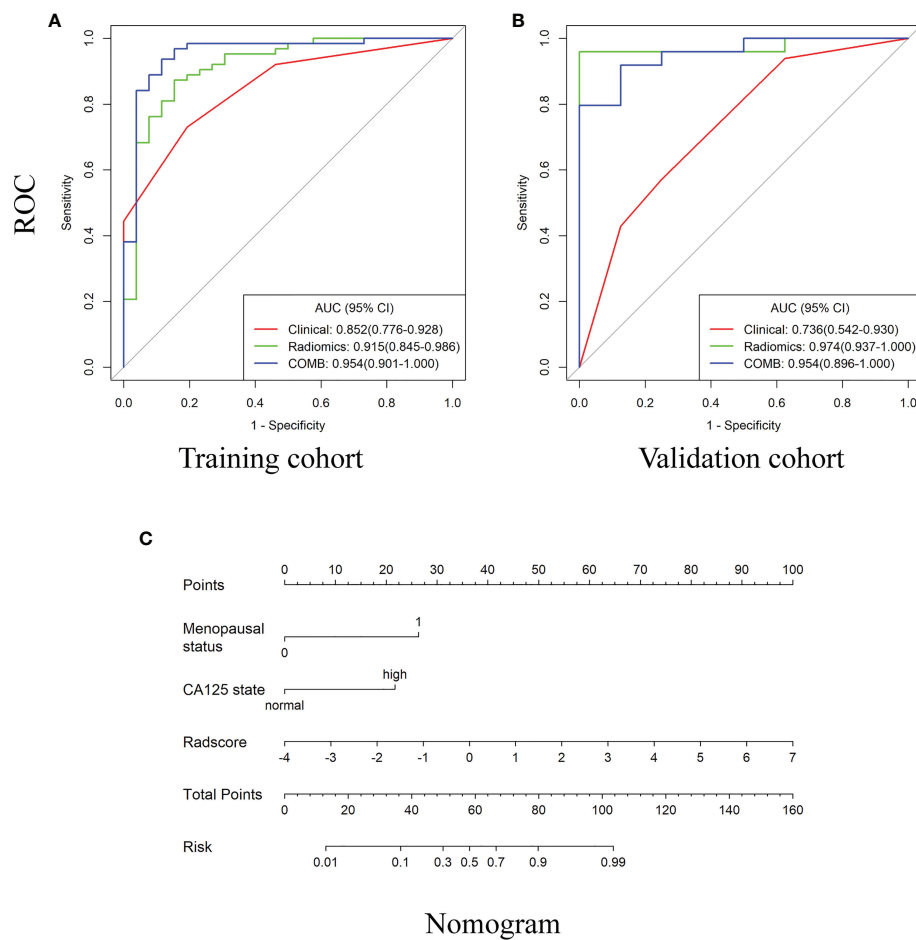 A
B
ROC
Sensitivity
0.0 0.2 0.4 0.6 0.8 1.0
AUC (95% CI)
Clinical: 0.852(0.776-0.928)
Radiomics: 0.915(0.845-0.986)
COMB: 0.954(0.901-1.000)
0.0 0.2 0.4 0.6 0.8 1.0
1 - Specificity
Training cohort
Sensitivity
0.0 0.2 0.4 0.6 0.8 1.0
AUC (95% CI)
Clinical: 0.736(0.542-0.930)
Radiomics: 0.974(0.937-1.000)
COMB: 0.954(0.896-1.000)
0.0 0.2 0.4 0.6 0.8 1.0
1 - Specificity
Validation cohort
C
Points
0 10 20 30 40 50 60 70 80 90 100
Menopausal
status
1
0
CA125 state
high
normal
Radscore
-4 -3 -2 -1 0 1 2 3 4 5 6 7
Total Points
0 20 40 60 80 100 120 140 160
Risk
0.01 0.1 0.3 0.5 0.7 0.9 0.99
Nomogram